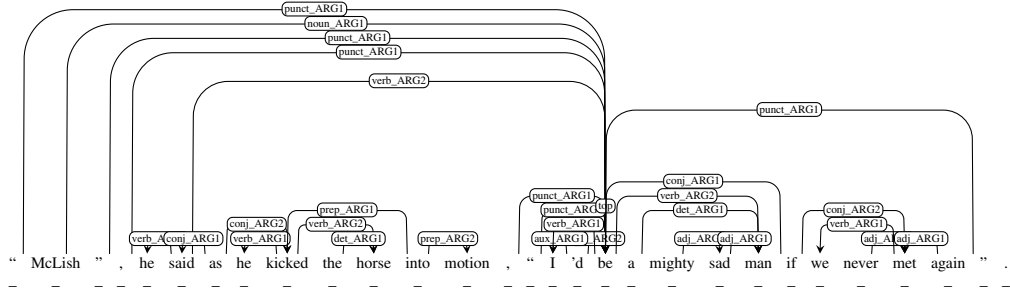 punct_ARG1
noun_ARG1
punct_ARG1
punct_ARG1
verb_ARG2
punct_ARG1
conj_ARG1
punct_ARG1 verb_ARG2
top
prep_ARG1 det_ARG1 conj_ARG2
conj_ARG2 verb_ARG2 verb_ARG1 verb_ARG1
conj_ARG1 verb_ARG1 det_ARG1 prep_ARG2 aux_ARG1 adj_ARG1 adj_ARG1
“ McLish ” , he said as he kicked the horse into motion , “ I 'd be a mighty sad man if we never met again ” .
_ _ _ _ _ _ _ _ _ _ _ _ _ _ _ _ _ _ _ _ _ _ _ _ _ _ _ _ _